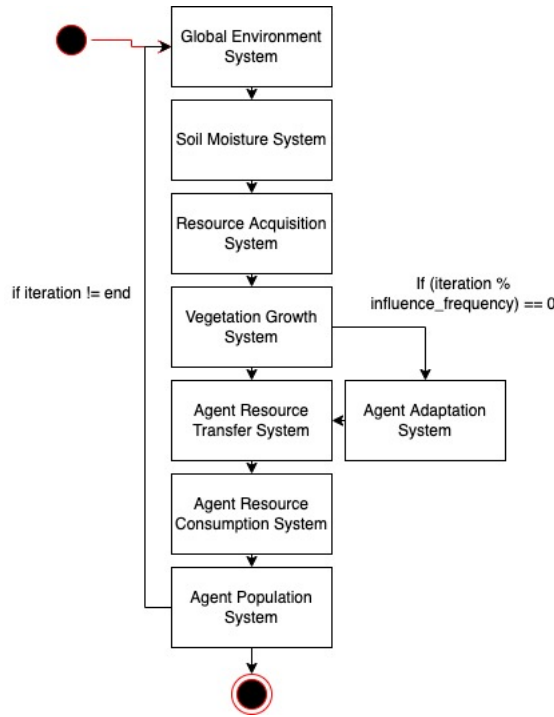 Global Environment
System
Soil Moisture System
Resource Acquisition
System
if iteration != end
If (iteration %
influence_frequency) == 0
Vegetation Growth
System
Agent Resource
Transfer System
Agent Adaptation
System
Agent Resource
Consumption System
Agent Population
System